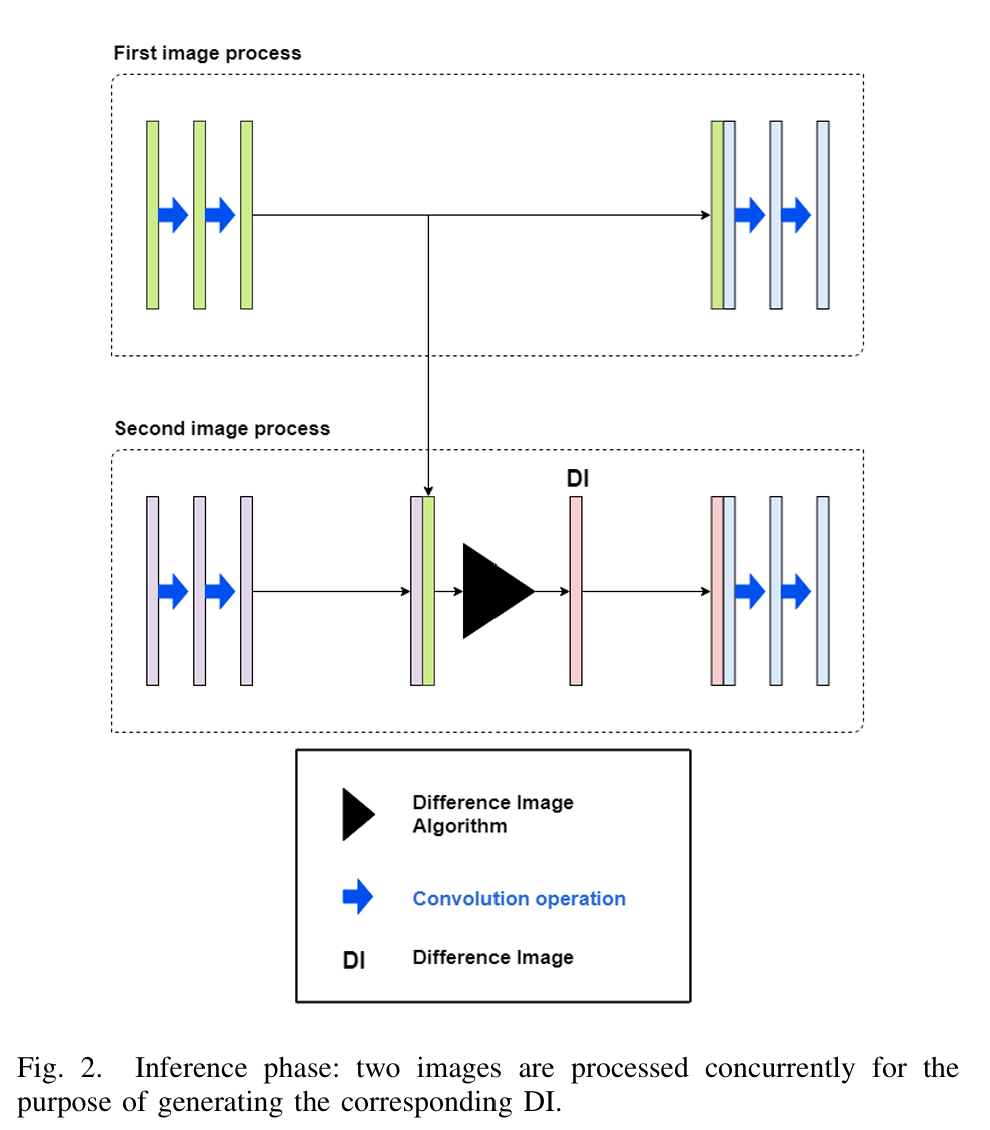 First image process
Second image process
DI
Difference Image
Algorithm
Convolution operation
DI Difference Image
Fig. 2. Inference phase: two images are processed concurrently for the
purpose of generating the corresponding DI.